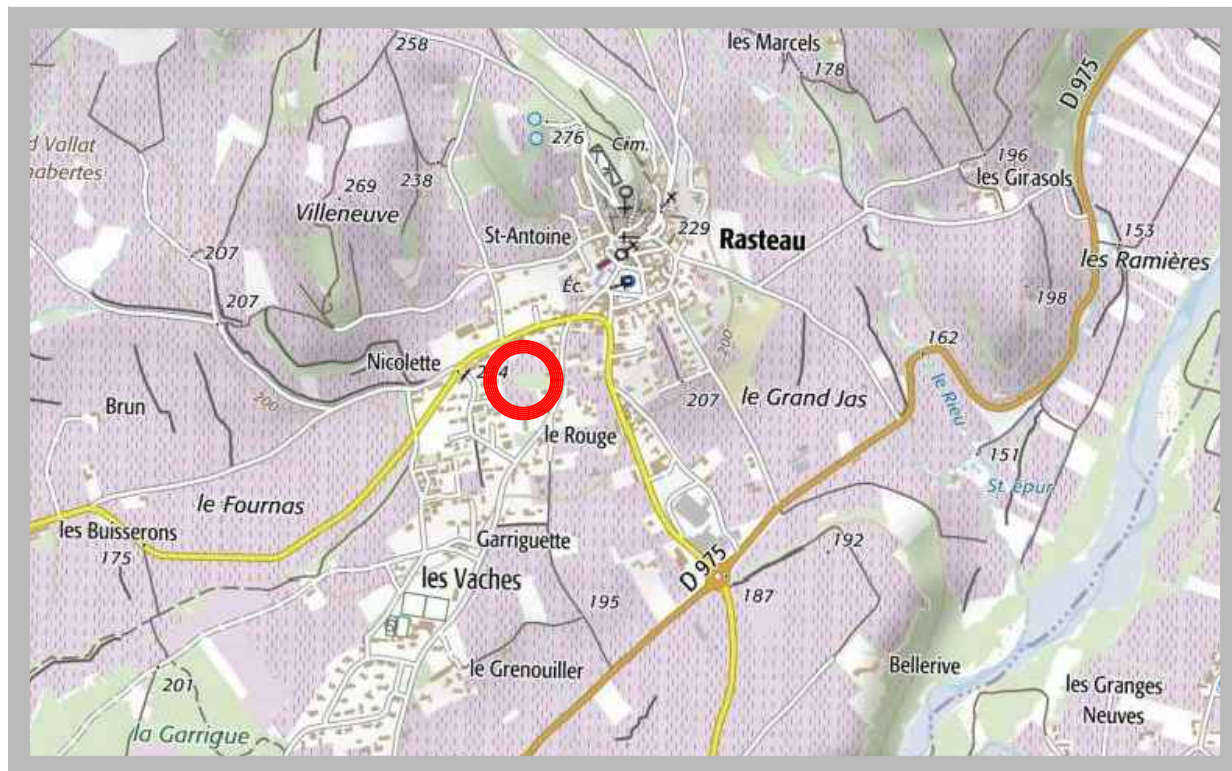 258
les Marcels
178
D 975
276
Cim.
d Vallat
habertes
269
238
Villeneuve
196
les Girasols
St-Antoine
229
Rasteau
153
les Ramières
207
Éc.
198
207
200
162
Nicolette
le Rieu
200
207
le Grand Jas
Brun
le Rouge
151
St. épur
le Fournas
les Buisserons
175
Garriguette
192
les Vaches
D 975
195
187
le Grenouiller
Bellerive
201
les Granges
Neuves
la Garrigue